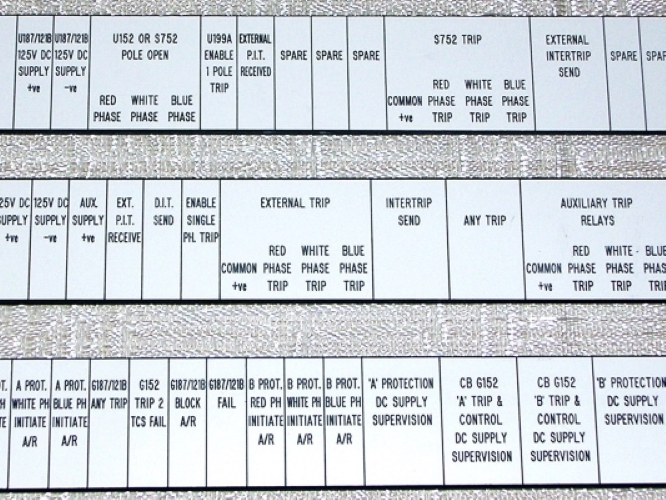 U187/121B
125V DC
SUPPLY
+ve
U187/121B
125V DC
SUPPLY
-ve
U152 OR S752
POLE OPEN
RED WHITE BLUE
PHASE PHASE PHASE
U199A
ENABLE
1 POLE
TRIP
EXTERNAL
P.I.T.
RECEIVED
SPARE
SPARE
SPARE
S752 TRIP
RED WHITE BLUE
COMMON PHASE PHASE PHASE
+ve TRIP TRIP TRIP
EXTERNAL
INTERTRIP
SEND
SPARE
25V DC
SUPPLY
+ve
125V DC
SUPPLY
-ve
AUX.
SUPPLY
+ve
EXT.
P.I.T.
RECEIVE
D.I.T.
SEND
ENABLE
SINGLE
PH. TRIP
EXTERNAL TRIP
RED WHITE BLUE
COMMON PHASE PHASE PHASE
+ve TRIP TRIP TRIP
INTERTRIP
SEND
ANY TRIP
AUXILIARY TRIP
RELAYS
RED WHITE BLUE
COMMON PHASE PHASE PHASE
+ve TRIP TRIP TRIP
A PROT.
WHITE PH
INITIATE
A/R
A PROT.
BLUE PH
INITIATE
A/R
G187/121B
ANY TRIP
G152
TRIP 2
TCS FAIL
G187/121B
BLOCK
A/R
G187/121B
FAIL
B PROT.
RED PH
INITIATE
A/R
B PROT.
WHITE PH
INITIATE
A/R
B PROT.
BLUE PH
INITIATE
A/R
'A' PROTECTION
DC SUPPLY
SUPERVISION
CB G152
'A' TRIP &
CONTROL
DC SUPPLY
SUPERVISION
CB G152
'B' TRIP &
CONTROL
DC SUPPLY
SUPERVISION
'B' PROTECTION
DC SUPPLY
SUPERVISION